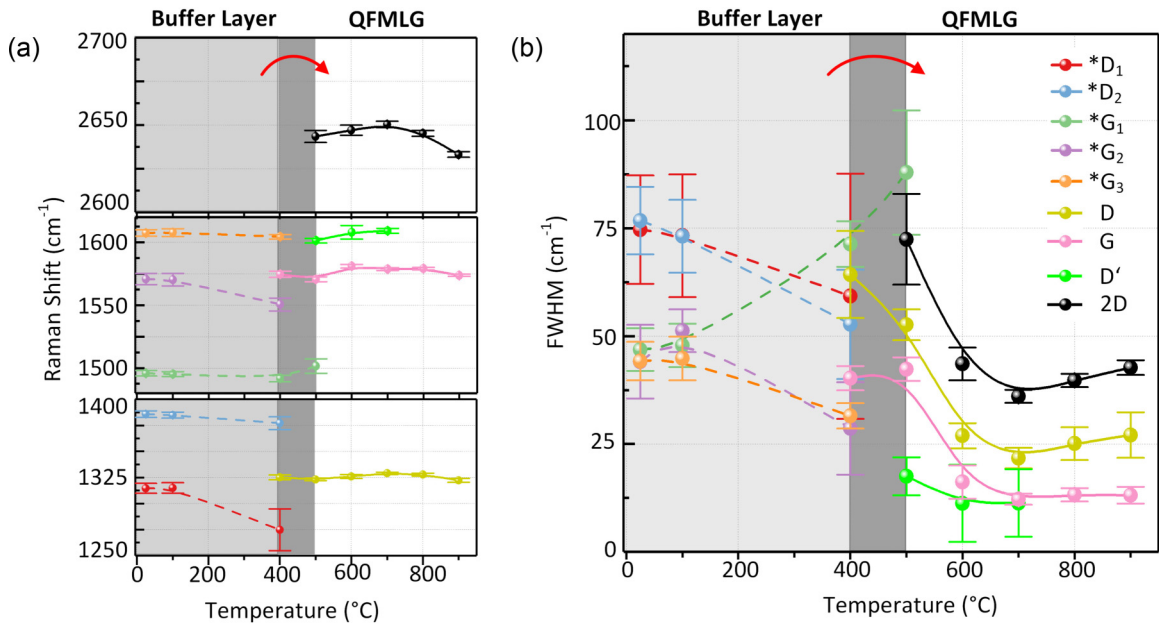 Buffer Layer QFMLG
(a)
2700
2650
2600
1600
1550
1500
1400
1325
1250
Raman Shift (cm⁻¹)
0 200 400 600 800
Temperature (°C)
Buffer Layer QFMLG
(b)
100
75
50
25
0
FWHM (cm⁻¹)
*D₁
*D₂
*G₁
*G₂
*G₃
D
G
D‘
2D
0 200 400 600 800
Temperature (°C)